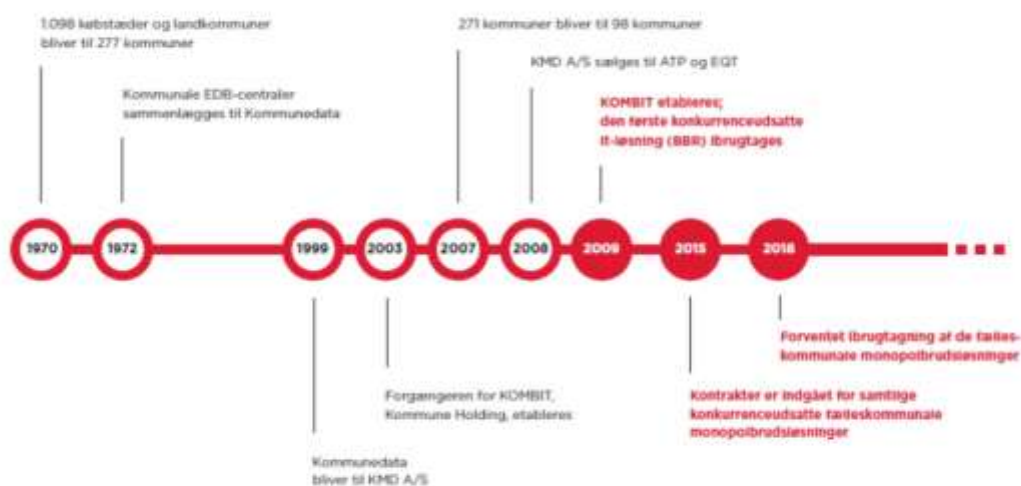 1.098 købstæder og landkommuner
bliver til 277 kommuner
271 kommuner bliver til 98 kommuner
KMD A/S sælges til ATP og EQT
Kommunale EDB-centraler
sammenlægges til Kommunedata
KOMBIT etableres;
den første konkurrenceudsatte
it-løsning (BBR) ibrugtages
1970
1972
1999
2003
2007
2008
2009
2015
2018
Forventet ibrugtagning af de fælles-
kommunale monopolbrudsløsninger
Forgængeren for KOMBIT,
Kommune Holding, etableres
Kontrakter er indgået for samtlige
konkurrenceudsatte fælleskommunale
monopolbrudsløsninger
Kommunedata
bliver til KMD A/S